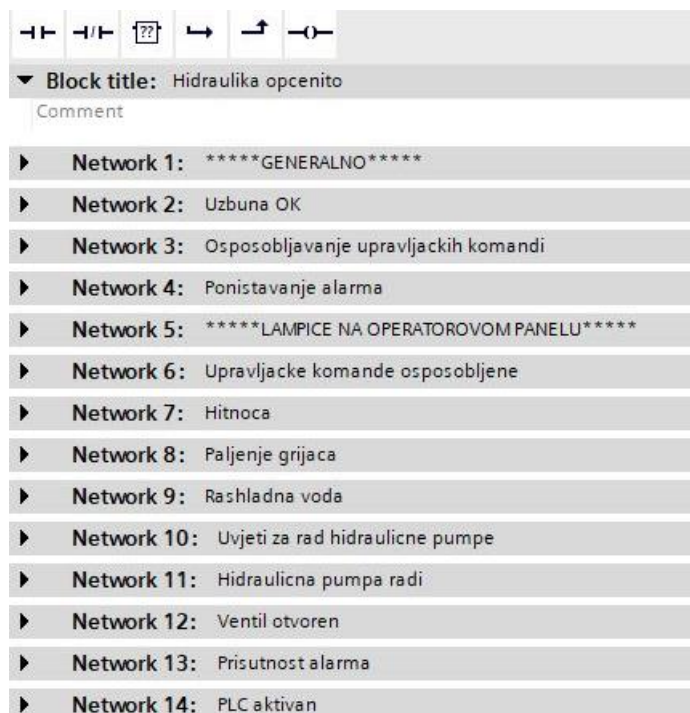 ??
Block title: Hidraulika opcenito
Comment
Network 1: *****GENERALNO*****
Network 2: Uzbuna OK
Network 3: Osposobljavanje upravljackih komandi
Network 4: Ponistavanje alarma
Network 5: *****LAMPICE NA OPERATOROVOM PANELU*****
Network 6: Upravljacke komande osposobljene
Network 7: Hitnoca
Network 8: Paljenje grijaca
Network 9: Rashladna voda
Network 10: Uvjeti za rad hidraulicne pumpe
Network 11: Hidraulicna pumpa radi
Network 12: Ventil otvoren
Network 13: Prisutnost alarma
Network 14: PLC aktivan